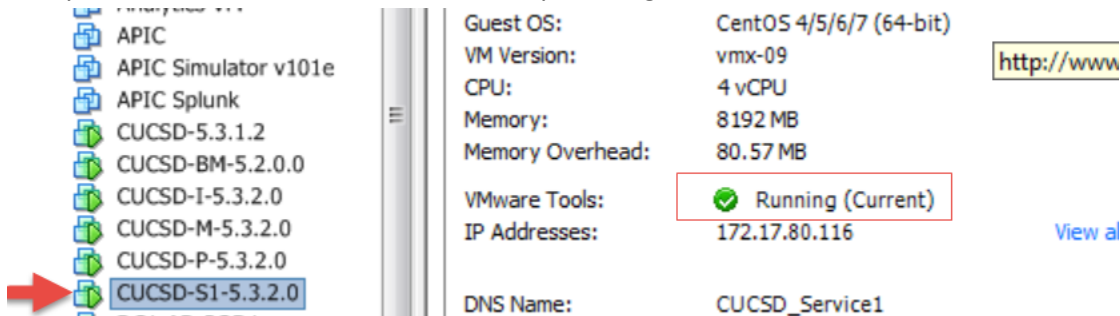 APIC
APIC Simulator v101e
APIC Splunk
CUCSD-5.3.1.2
CUCSD-BM-5.2.0.0
CUCSD-I-5.3.2.0
CUCSD-M-5.3.2.0
CUCSD-P-5.3.2.0
CUCSD-S1-5.3.2.0
Guest OS: CentOS 4/5/6/7 (64-bit)
VM Version: vmx-09
CPU: 4 vCPU
Memory: 8192 MB
Memory Overhead: 80.57 MB
VMware Tools: Running (Current)
IP Addresses: 172.17.80.116 View al
DNS Name: CUCSD_Service1
http://www